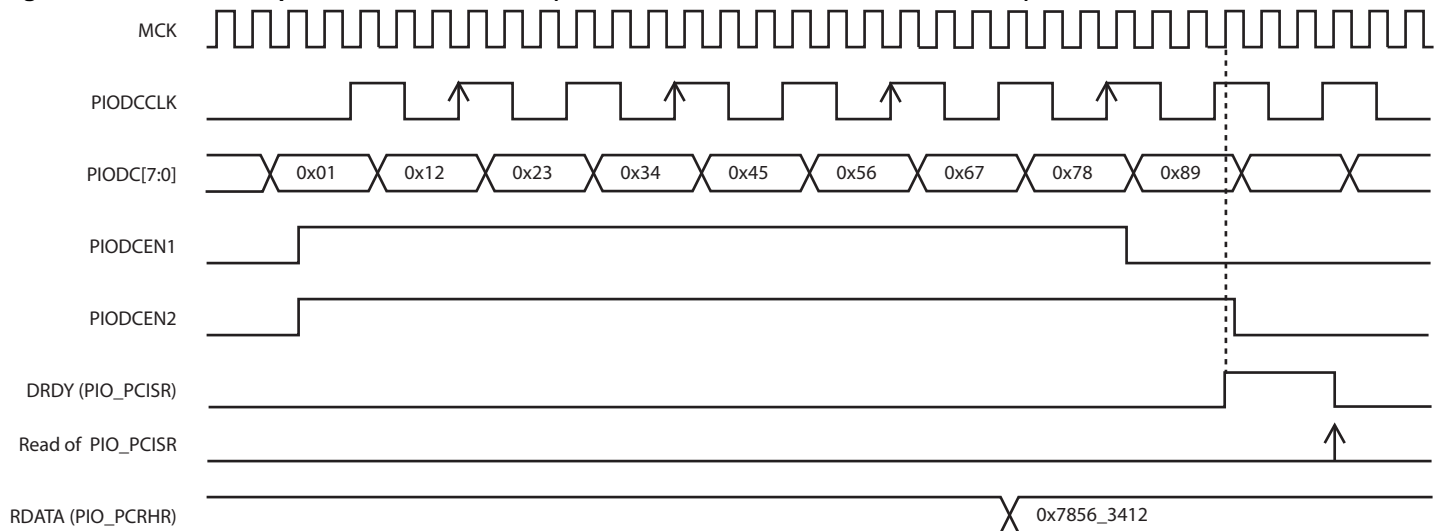 MCK
PIODCCLK
PIODC[7:0] 0x01 0x12 0x23 0x34 0x45 0x56 0x67 0x78 0x89
PIODCEN1
PIODCEN2
DRDY (PIO_PCISR)
Read of PIO_PCISR
RDATA (PIO_PCRHR) 0x7856_3412